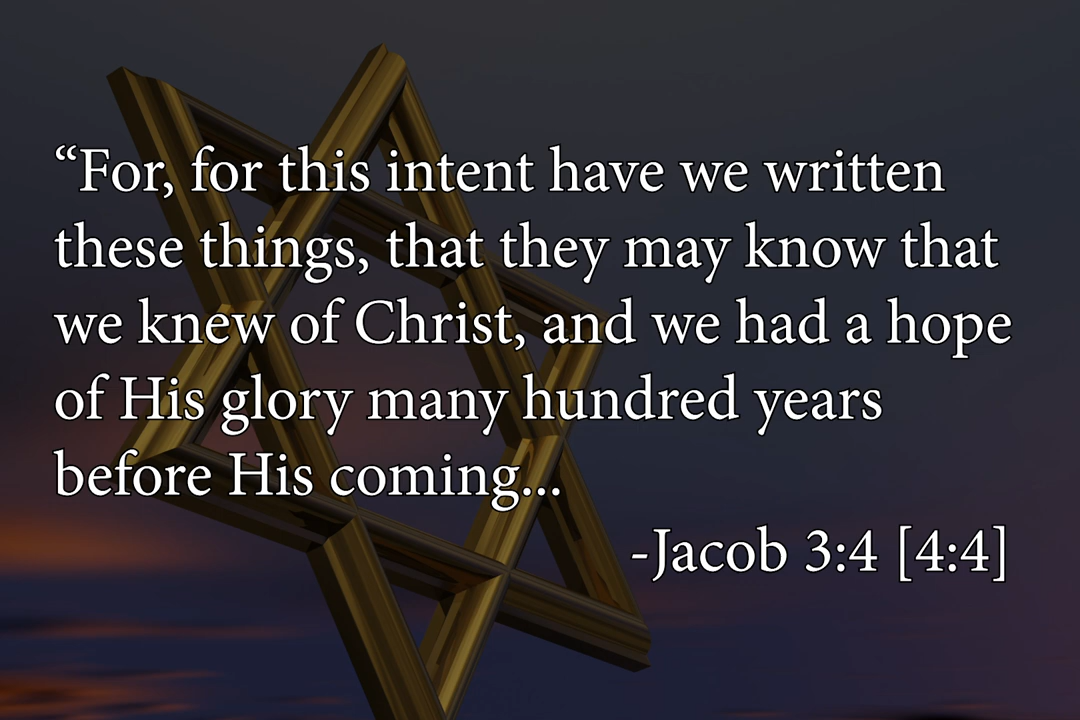 “For, for this intent have we written
these things, that they may know that
we knew of Christ, and we had a hope
of His glory many hundred years
before His coming...
-Jacob 3:4 [4:4]